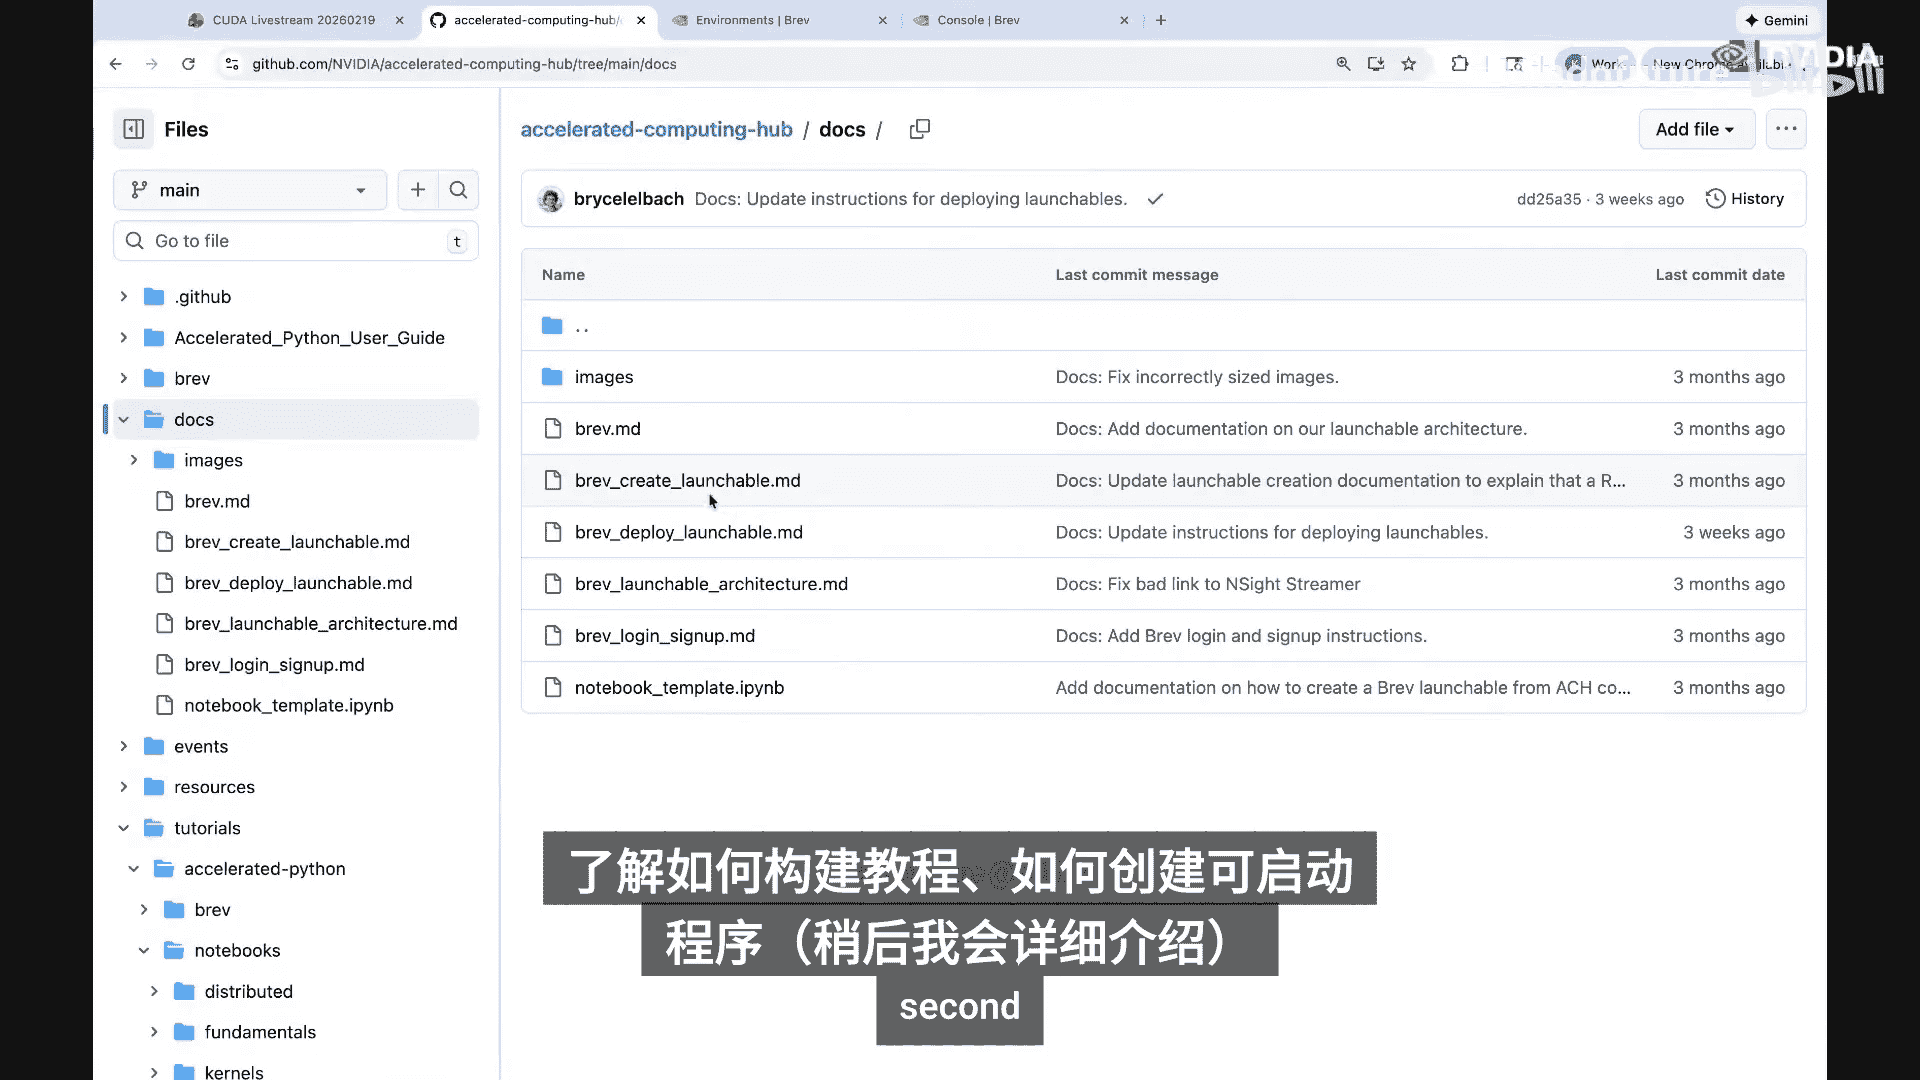 CUDA Livestream 20260219
accelerated-computing-hub/
Environments | Brev
Console | Brev
Gemini
github.com/NVIDIA/accelerated-computing-hub/tree/main/docs
Work
New Chrome
NVIDIA
Files
accelerated-computing-hub / docs /
Add file
main
brycelelbach Docs: Update instructions for deploying launchables.
dd25a35 · 3 weeks ago
History
Go to file
t
Name
Last commit message
Last commit date
.github
..
Accelerated_Python_User_Guide
images
Docs: Fix incorrectly sized images.
3 months ago
brev
brev.md
Docs: Add documentation on our launchable architecture.
3 months ago
docs
images
brev_create_launchable.md
Docs: Update launchable creation documentation to explain that a R...
3 months ago
brev.md
brev_deploy_launchable.md
Docs: Update instructions for deploying launchables.
3 weeks ago
brev_create_launchable.md
brev_deploy_launchable.md
brev_launchable_architecture.md
Docs: Fix bad link to NSight Streamer
3 months ago
brev_launchable_architecture.md
brev_login_signup.md
Docs: Add Brev login and signup instructions.
3 months ago
brev_login_signup.md
notebook_template.ipynb
Add documentation on how to create a Brev launchable from ACH co...
3 months ago
notebook_template.ipynb
events
resources
tutorials
accelerated-python
brev
notebooks
distributed
fundamentals
kernels
了解如何构建教程、如何创建可启动
程序（稍后我会详细介绍）
second